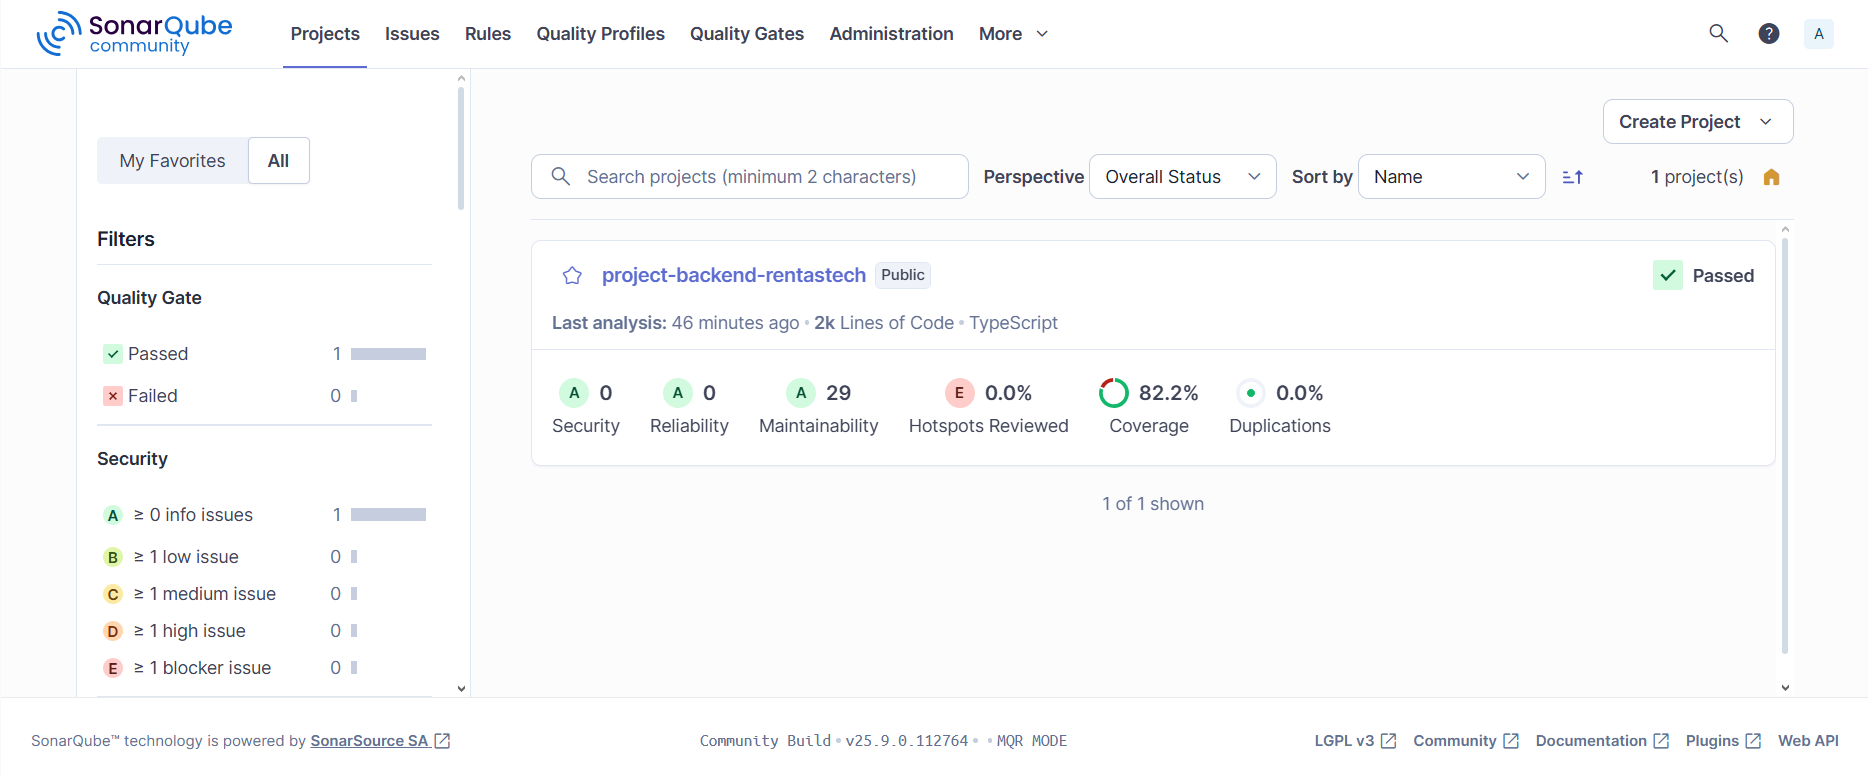 SonarQube community
Projects Issues Rules Quality Profiles Quality Gates Administration More ? A
My Favorites All
Filters
Quality Gate
Passed 1
Failed 0
Security
A ≥ 0 info issues 1
B ≥ 1 low issue 0
C ≥ 1 medium issue 0
D ≥ 1 high issue 0
E ≥ 1 blocker issue 0
Create Project
Search projects (minimum 2 characters) Perspective Overall Status Sort by Name 1 project(s)
project-backend-rentastech Public Passed
Last analysis: 46 minutes ago • 2k Lines of Code • TypeScript
A 0 A 0 A 29 E 0.0% 82.2% 0.0%
Security Reliability Maintainability Hotspots Reviewed Coverage Duplications
1 of 1 shown
SonarQube™ technology is powered by SonarSource SA Community Build • v25.9.0.112764 • • MQR MODE LGPL v3 Community Documentation Plugins Web API